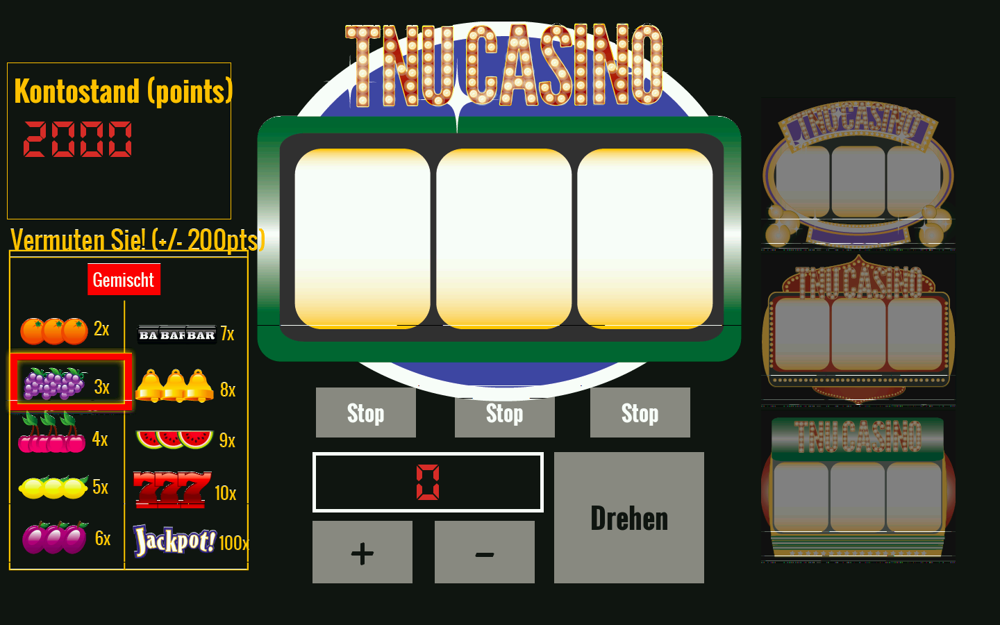 TNU CASINO
Kontostand (points)
2000
Vermuten Sie! (+/- 200pts)
Gemischt
2x
BA BAR BAR 7x
3x
8x
4x
9x
5x
777 10x
6x
Jackpot! 100x
Stop Stop Stop
0
Drehen
+ −
TNU CASINO
TNU CASINO
TNU CASINO